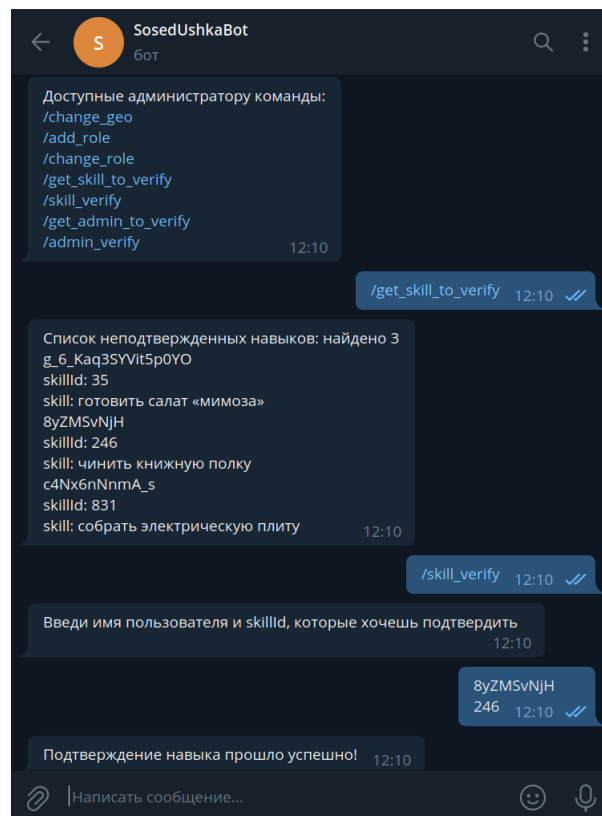 SosedUshkaBot
S
бот
Доступные администратору команды:
/change_geo
/add_role
/change_role
/get_skill_to_verify
/skill_verify
/get_admin_to_verify
/admin_verify
12:10
/get_skill_to_verify 12:10
Список неподтвержденных навыков: найдено 3
g_6_Kaq3SYVit5p0YO
skillId: 35
skill: готовить салат «мимоза»
8yZMSvNjH
skillId: 246
skill: чинить книжную полку
c4Nx6nNnmA_s
skillId: 831
skill: собрать электрическую плиту 12:10
/skill_verify 12:10
Введи имя пользователя и skillId, которые хочешь подтвердить
12:10
8yZMSvNjH
246 12:10
Подтверждение навыка прошло успешно! 12:10
Написать сообщение...